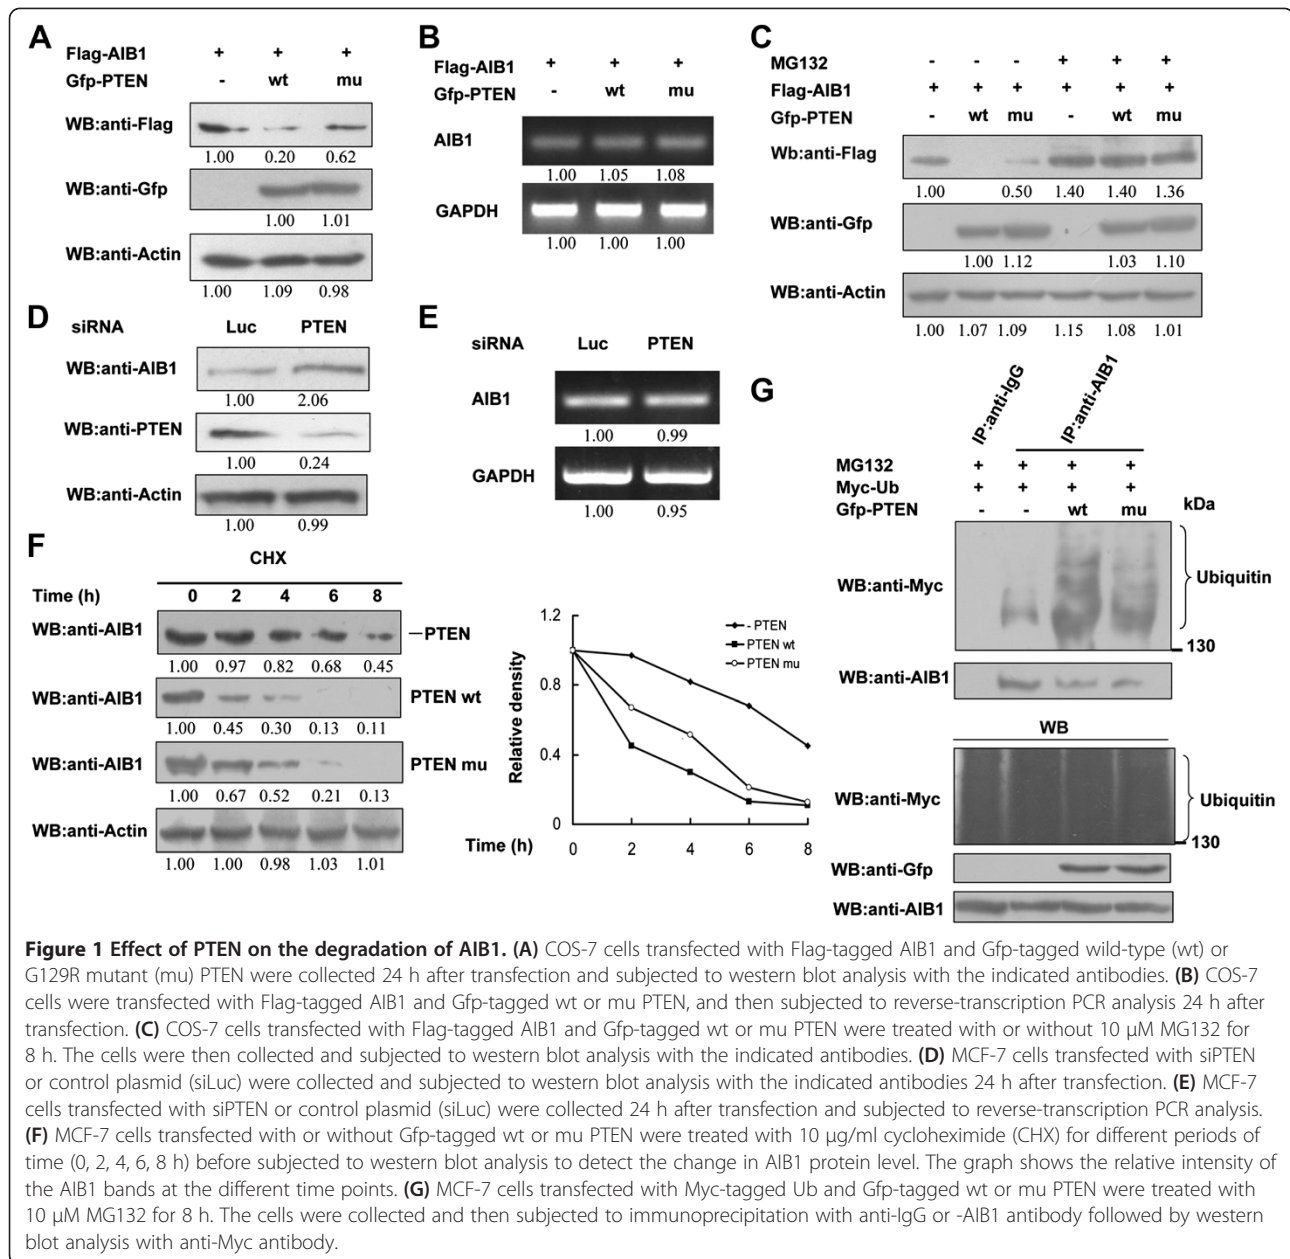 A
Flag-AIB1 + + +
Gfp-PTEN - wt mu
WB:anti-Flag
1.00 0.20 0.62
WB:anti-Gfp
1.00 1.01
WB:anti-Actin
1.00 1.09 0.98
B
Flag-AIB1 + + +
Gfp-PTEN - wt mu
AIB1
1.00 1.05 1.08
GAPDH
1.00 1.00 1.00
C
MG132 - - - + + +
Flag-AIB1 + + + + + +
Gfp-PTEN - wt mu - wt mu
Wb:anti-Flag
1.00 0.50 1.40 1.40 1.36
WB:anti-Gfp
1.00 1.12 1.03 1.10
WB:anti-Actin
1.00 1.07 1.09 1.15 1.08 1.01
D
siRNA Luc PTEN
WB:anti-AIB1
1.00 2.06
WB:anti-PTEN
1.00 0.24
WB:anti-Actin
1.00 0.99
E
siRNA Luc PTEN
AIB1
1.00 0.99
GAPDH
1.00 0.95
F
CHX
Time (h) 0 2 4 6 8
WB:anti-AIB1 —PTEN
1.00 0.97 0.82 0.68 0.45
WB:anti-AIB1 PTEN wt
1.00 0.45 0.30 0.13 0.11
WB:anti-AIB1 PTEN mu
1.00 0.67 0.52 0.21 0.13
WB:anti-Actin
1.00 1.00 0.98 1.03 1.01
Relative density
1.2
0.8
0.4
0
- PTEN
PTEN wt
PTEN mu
Time (h) 0 2 4 6 8
G
IP:anti-IgG
IP:anti-AIB1
MG132 + + + +
Myc-Ub + + + +
Gfp-PTEN - - wt mu kDa
WB:anti-Myc Ubiquitin
130
WB:anti-AIB1
WB
WB:anti-Myc Ubiquitin
130
WB:anti-Gfp
WB:anti-AIB1
Figure 1 Effect of PTEN on the degradation of AIB1. (A) COS-7 cells transfected with Flag-tagged AIB1 and Gfp-tagged wild-type (wt) or
G129R mutant (mu) PTEN were collected 24 h after transfection and subjected to western blot analysis with the indicated antibodies. (B) COS-7
cells were transfected with Flag-tagged AIB1 and Gfp-tagged wt or mu PTEN, and then subjected to reverse-transcription PCR analysis 24 h after
transfection. (C) COS-7 cells transfected with Flag-tagged AIB1 and Gfp-tagged wt or mu PTEN were treated with or without 10 μM MG132 for
8 h. The cells were then collected and subjected to western blot analysis with the indicated antibodies. (D) MCF-7 cells transfected with siPTEN
or control plasmid (siLuc) were collected and subjected to western blot analysis with the indicated antibodies 24 h after transfection. (E) MCF-7
cells transfected with siPTEN or control plasmid (siLuc) were collected 24 h after transfection and subjected to reverse-transcription PCR analysis.
(F) MCF-7 cells transfected with or without Gfp-tagged wt or mu PTEN were treated with 10 μg/ml cycloheximide (CHX) for different periods of
time (0, 2, 4, 6, 8 h) before subjected to western blot analysis to detect the change in AIB1 protein level. The graph shows the relative intensity of
the AIB1 bands at the different time points. (G) MCF-7 cells transfected with Myc-tagged Ub and Gfp-tagged wt or mu PTEN were treated with
10 μM MG132 for 8 h. The cells were collected and then subjected to immunoprecipitation with anti-IgG or -AIB1 antibody followed by western
blot analysis with anti-Myc antibody.